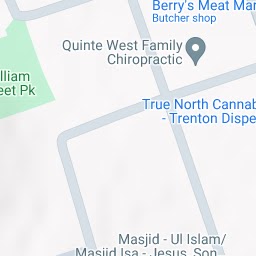 Berry's Meat Mar
Butcher shop
Quinte West Family
Chiropractic
lliam
eet Pk
True North Cannab
- Trenton Dispe
Masjid - Ul Islam/
Masjid Isa - Jesus, Son